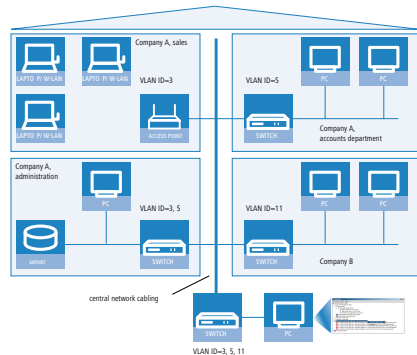 Company A, sales
LAPTO P/ W-LAN
LAPTO P/ W-LAN
VLAN ID=3
LAPTO P/ W-LAN
ACCESS POINT
PC
PC
VLAN ID=5
SWITCH
Company A,
accounts department
Company A,
administration
PC
VLAN ID=3, 5
SWITCH
PC
PC
VLAN ID=11
SWITCH
Company B
central network cabling
SWITCH
PC
VLAN ID=3, 5, 11